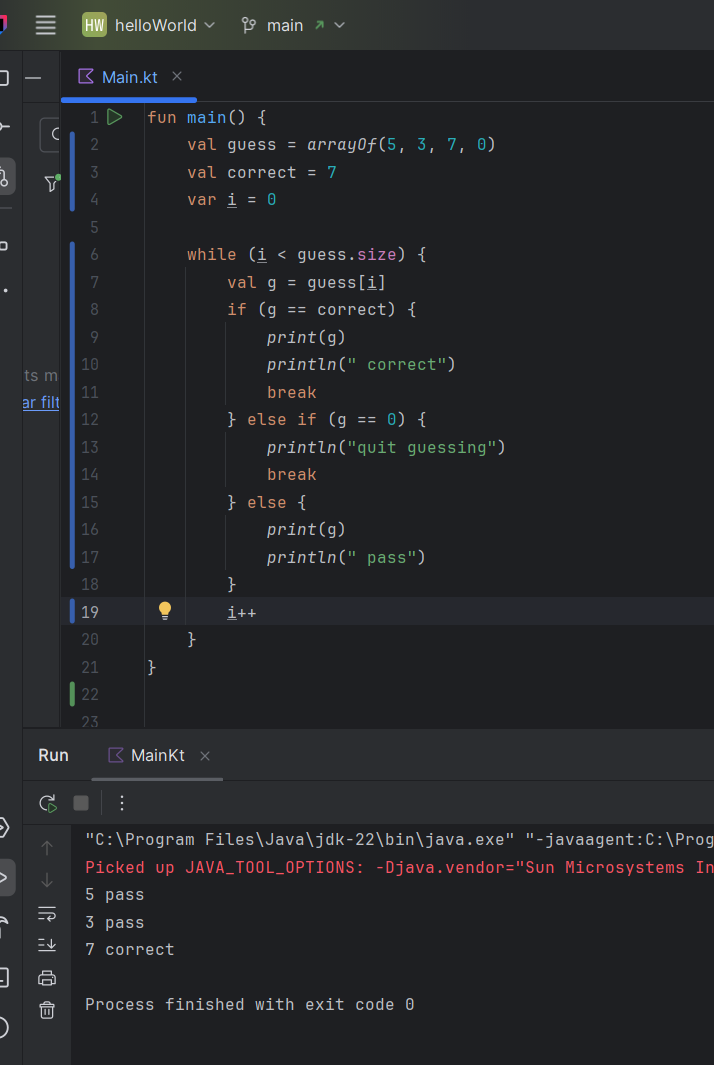 HW helloWorld main
Main.kt
1 fun main() {
2 val guess = arrayOf(5, 3, 7, 0)
3 val correct = 7
4 var i = 0
5
6 while (i < guess.size) {
7 val g = guess[i]
8 if (g == correct) {
9 print(g)
10 println(" correct")
11 break
12 } else if (g == 0) {
13 println("quit guessing")
14 break
15 } else {
16 print(g)
17 println(" pass")
18 }
19 i++
20 }
21 }
22
23
ts m
ar filt
Run MainKt
"C:\Program Files\Java\jdk-22\bin\java.exe" "-javaagent:C:\Prog
Picked up JAVA_TOOL_OPTIONS: -Djava.vendor="Sun Microsystems In
5 pass
3 pass
7 correct
Process finished with exit code 0